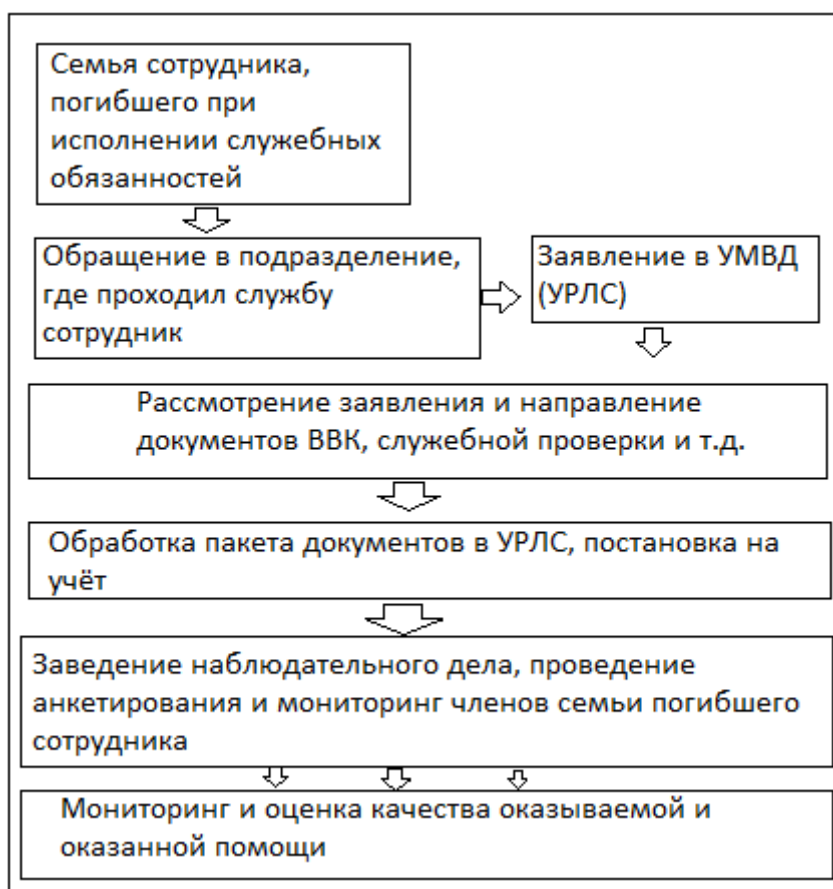 Семья сотрудника,
погибшего при
исполнении служебных
обязанностей
Обращение в подразделение,
где проходил службу
сотрудник
Заявление в УМВД
(УРЛС)
Рассмотрение заявления и направление
документов ВВК, служебной проверки и т.д.
Обработка пакета документов в УРЛС, постановка на
учёт
Заведение наблюдательного дела, проведение
анкетирования и мониторинг членов семьи погибшего
сотрудника
Мониторинг и оценка качества оказываемой и
оказанной помощи